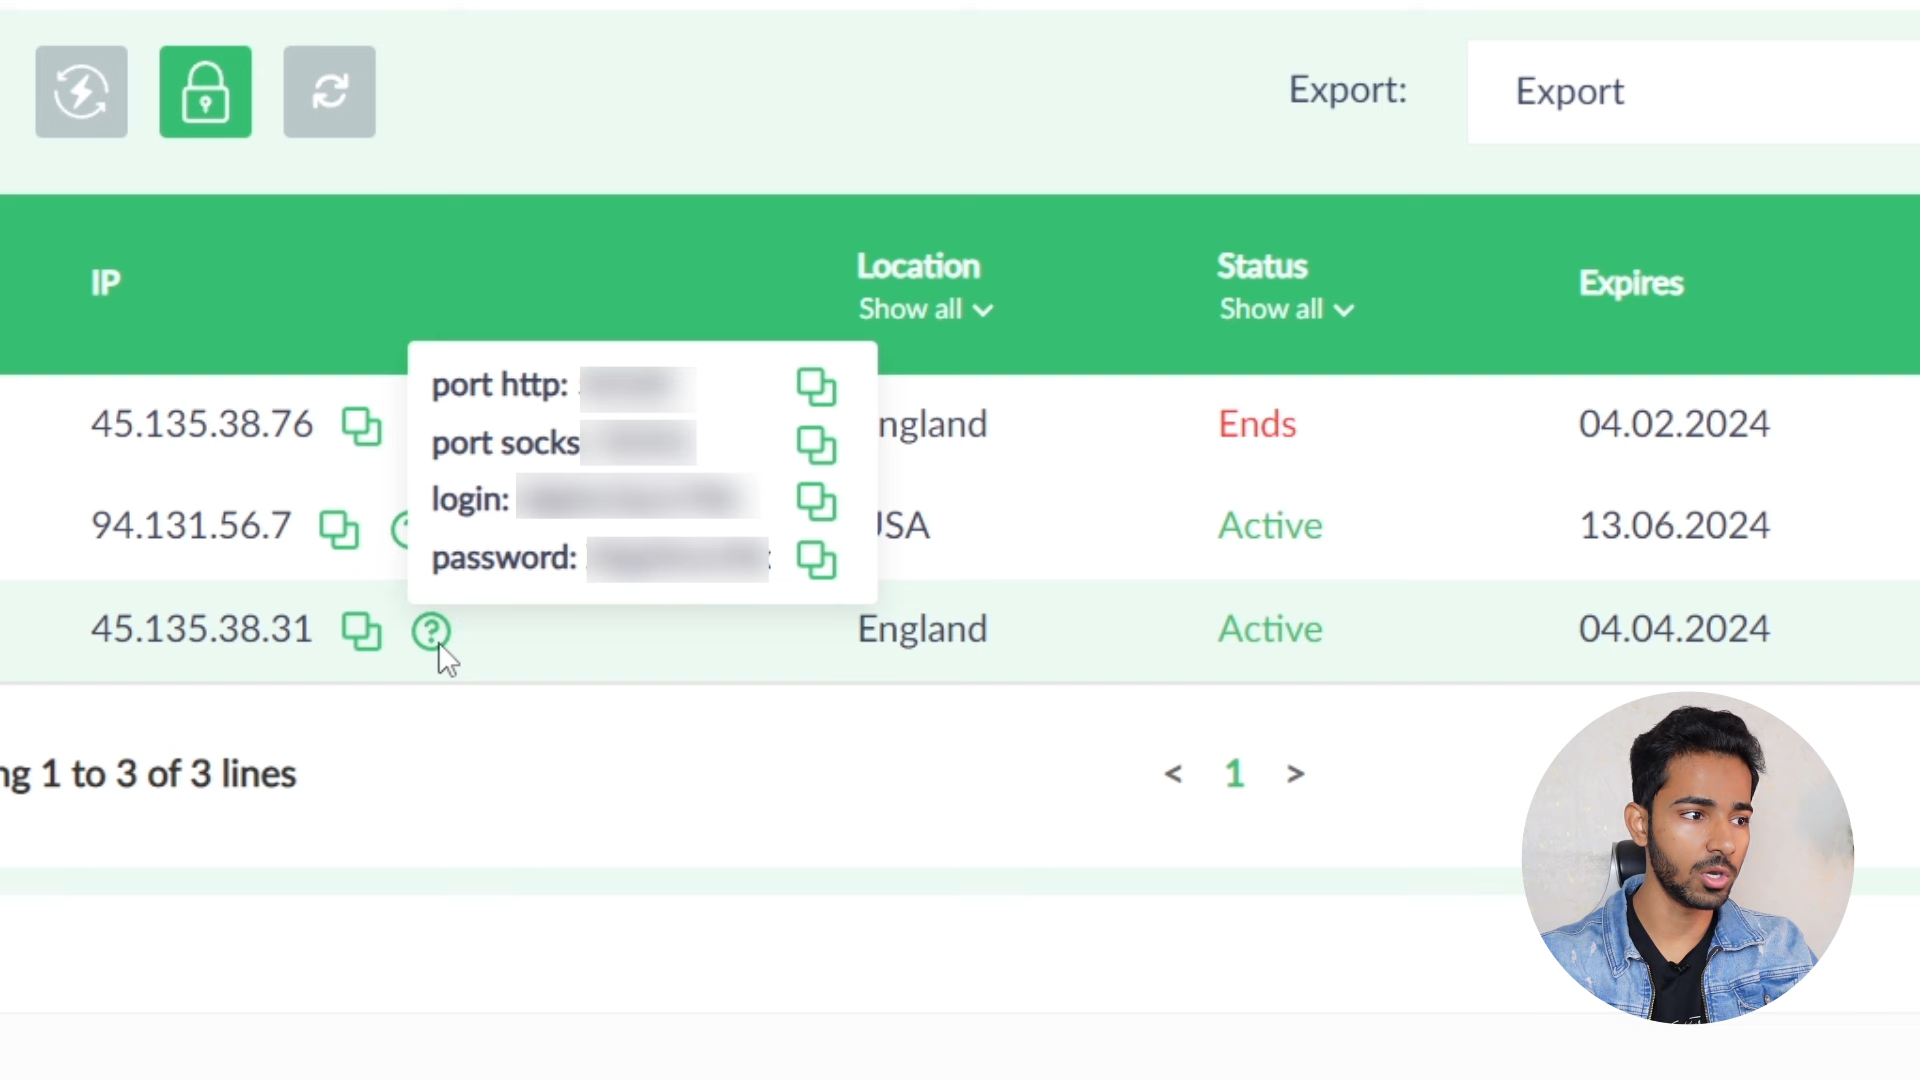 Export: Export
IP Location Status Expires
Show all Show all
port http:
port socks
login:
password:
45.135.38.76 ngland Ends 04.02.2024
94.131.56.7 USA Active 13.06.2024
45.135.38.31 England Active 04.04.2024
ng 1 to 3 of 3 lines < 1 >